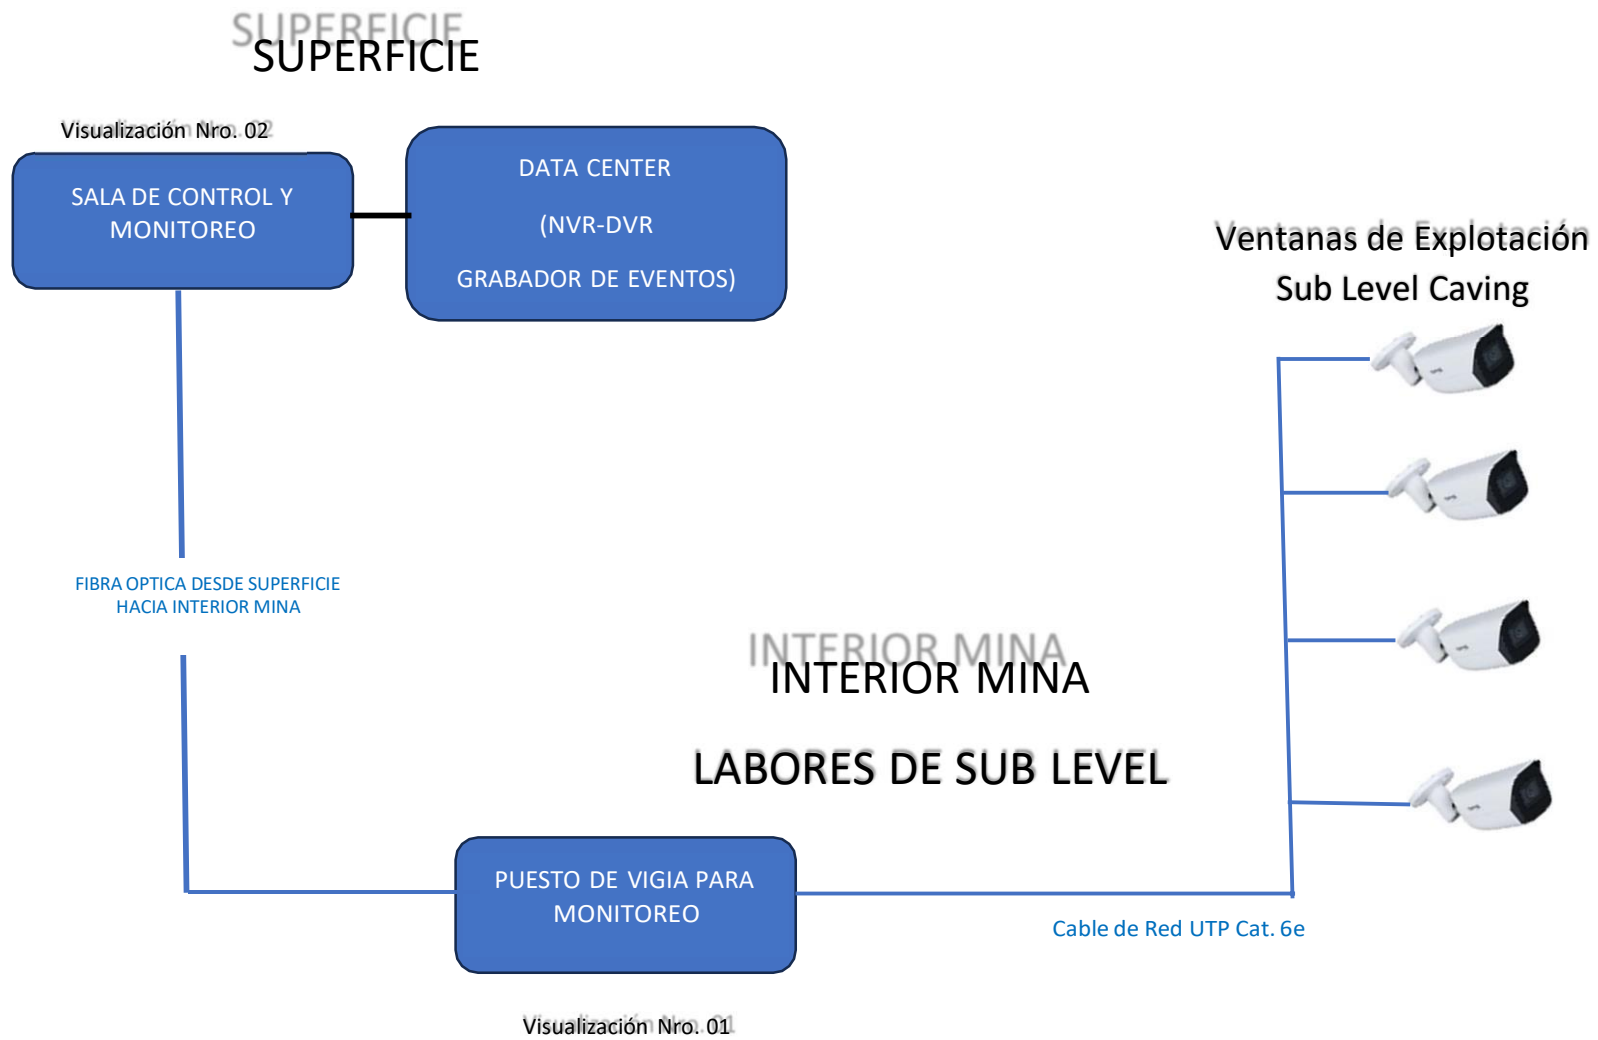 SUPERFICIE
Visualización Nro. 02
SALA DE CONTROL Y
MONITOREO
DATA CENTER
(NVR-DVR
GRABADOR DE EVENTOS)
Ventanas de Explotación
Sub Level Caving
FIBRA OPTICA DESDE SUPERFICIE
HACIA INTERIOR MINA
INTERIOR MINA
LABORES DE SUB LEVEL
PUESTO DE VIGIA PARA
MONITOREO
Cable de Red UTP Cat. 6e
Visualización Nro. 01